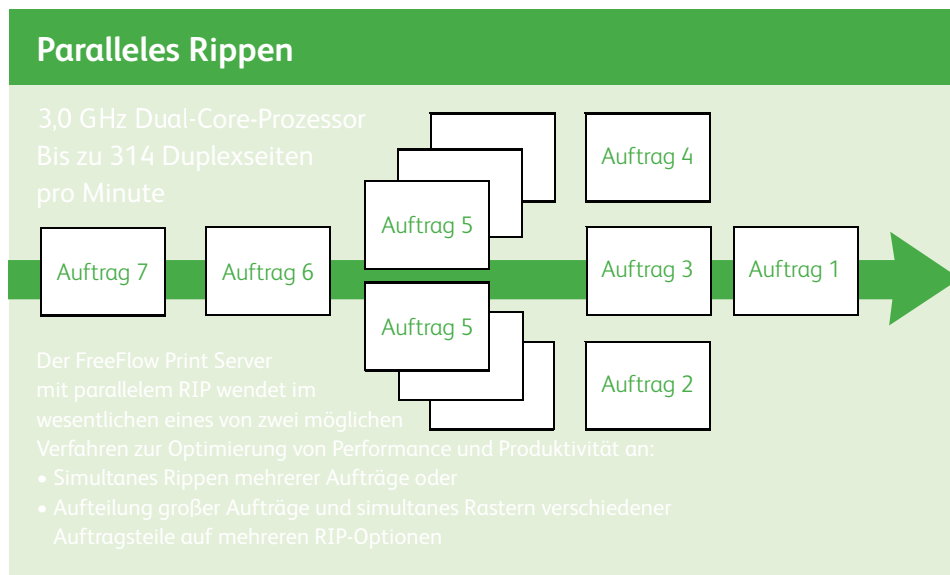 Paralleles Rippen
3,0 GHz Dual-Core-Prozessor
Bis zu 314 Duplexseiten
pro Minute
Auftrag 4
Auftrag 5
Auftrag 7
Auftrag 6
Auftrag 3
Auftrag 1
Auftrag 5
Auftrag 2
Der FreeFlow Print Server
mit parallelem RIP wendet im
wesentlichen eines von zwei möglichen
Verfahren zur Optimierung von Performance und Produktivität an:
• Simultanes Rippen mehrerer Aufträge oder
• Aufteilung großer Aufträge und simultanes Rastern verschiedener
Auftragsteile auf mehreren RIP-Optionen